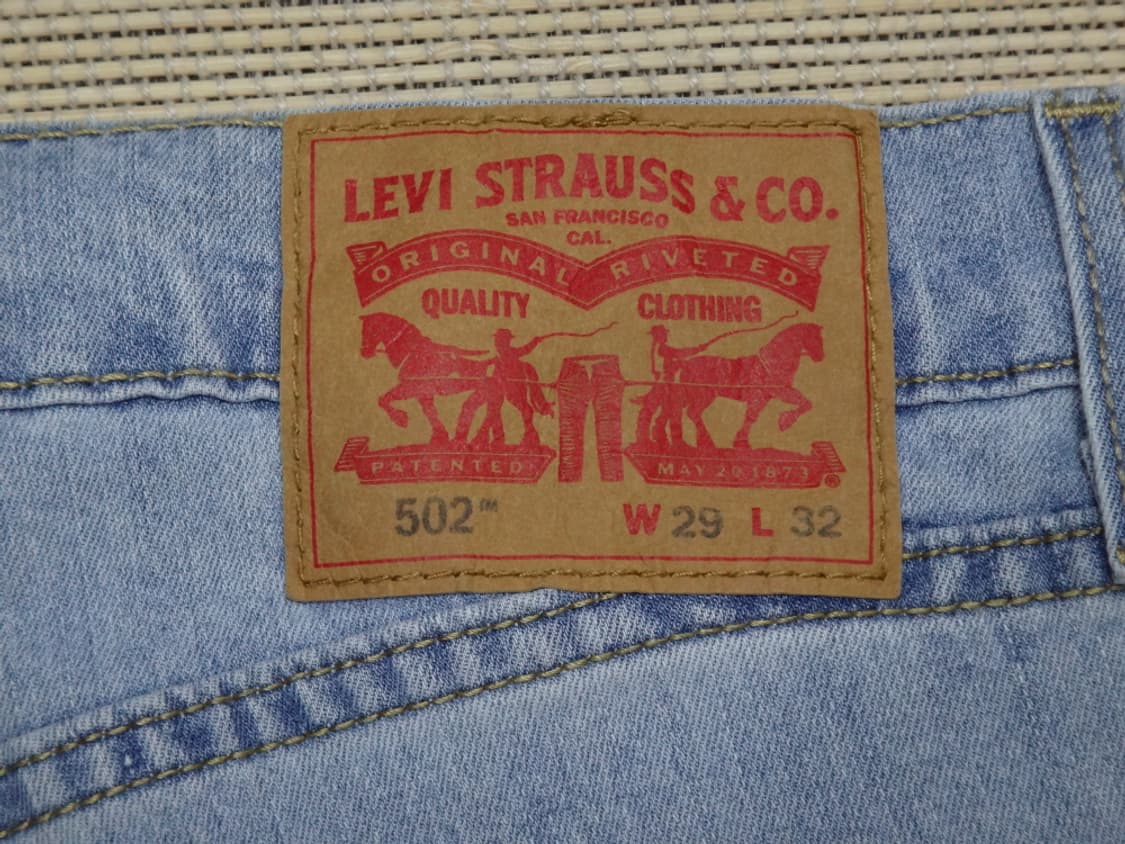 LEVI STRAUSS & CO.
SAN FRANCISCO
CAL.
ORIGINAL RIVETED
QUALITY CLOTHING
PATENTED MAY 20 1873 ®
502™ W 29 L 32